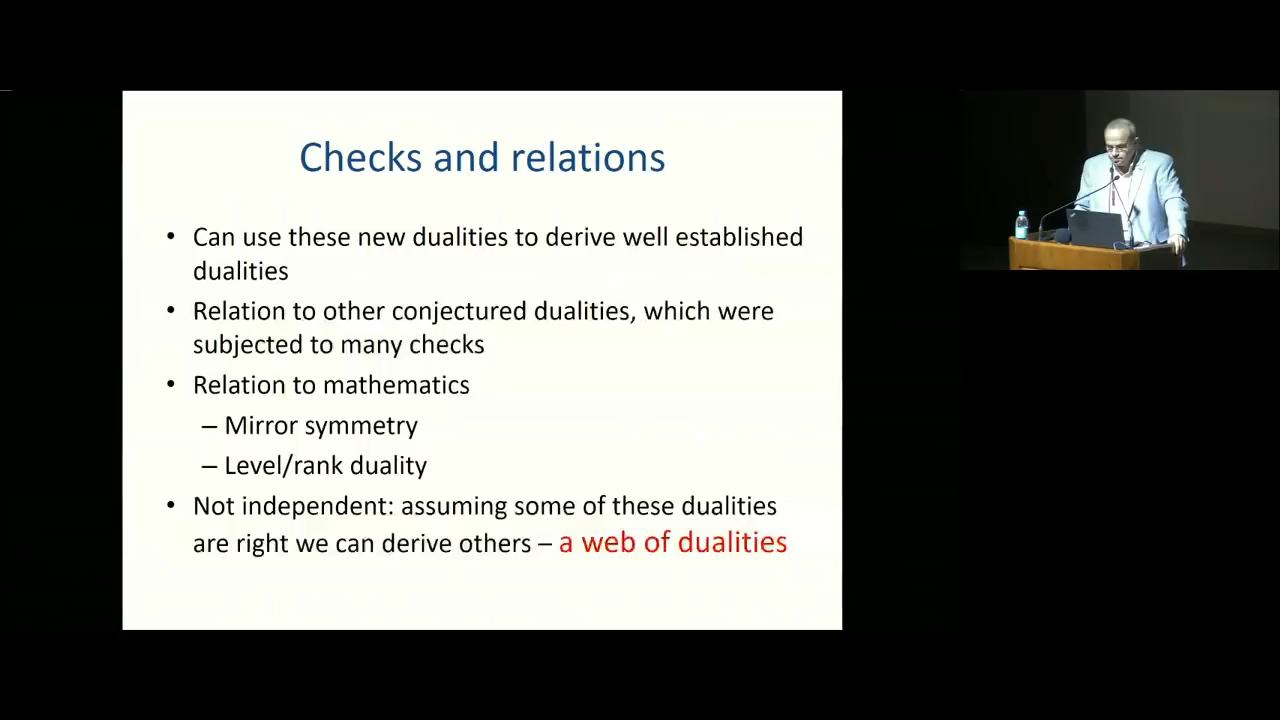 Checks and relations
• Can use these new dualities to derive well established
dualities
• Relation to other conjectured dualities, which were
subjected to many checks
• Relation to mathematics
– Mirror symmetry
– Level/rank duality
• Not independent: assuming some of these dualities
are right we can derive others – a web of dualities